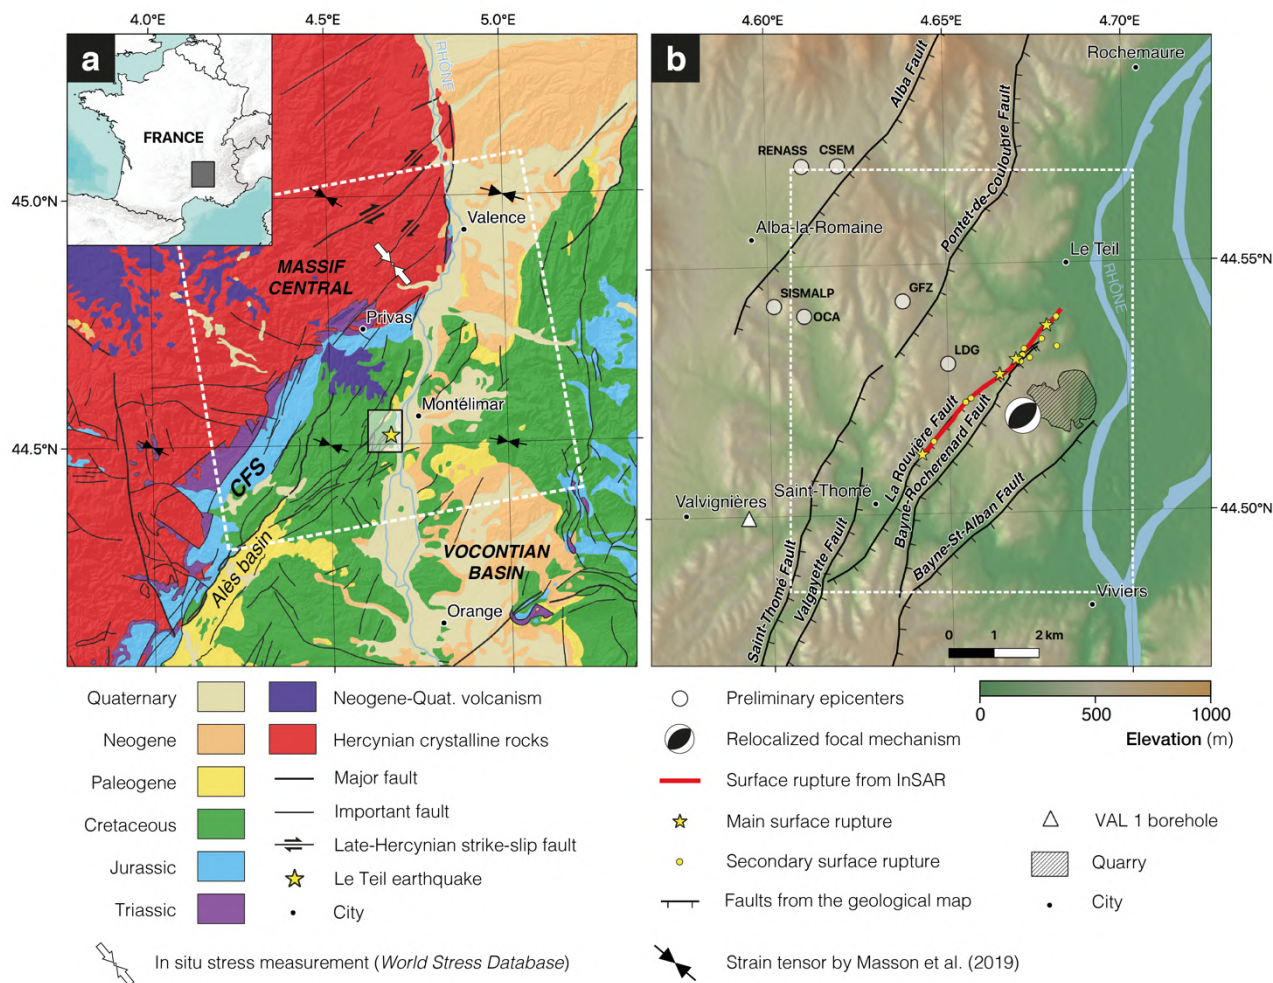 4.0°E
4.5°E
5.0°E
a
FRANCE
RHÔNE
45.0°N
Valence
MASSIF
CENTRAL
Privas
Montélimar
44.5°N
CFS
Alès basin
VOCONTIAN
BASIN
Orange
4.60°E
4.65°E
4.70°E
b
Rochemaure
Alba Fault
Pontet-de-Couloubre Fault
RENASS
CSEM
Alba-la-Romaine
Le Teil
44.55°N
RHÔNE
SISMALP
OCA
GFZ
LDG
La Rouvière Fault
Bayne-Rocherenard Fault
Saint-Thomé
Valvignières
44.50°N
Bayne-St-Alban Fault
Saint-Thomé Fault
Valgayette Fault
Viviers
0 1 2 km
Quaternary
Neogene
Paleogene
Cretaceous
Jurassic
Triassic
Neogene-Quat. volcanism
Hercynian crystalline rocks
Major fault
Important fault
Late-Hercynian strike-slip fault
Le Teil earthquake
City
In situ stress measurement (World Stress Database)
Preliminary epicenters
Relocalized focal mechanism
Surface rupture from InSAR
Main surface rupture
Secondary surface rupture
Faults from the geological map
Strain tensor by Masson et al. (2019)
0 500 1000
Elevation (m)
VAL 1 borehole
Quarry
City